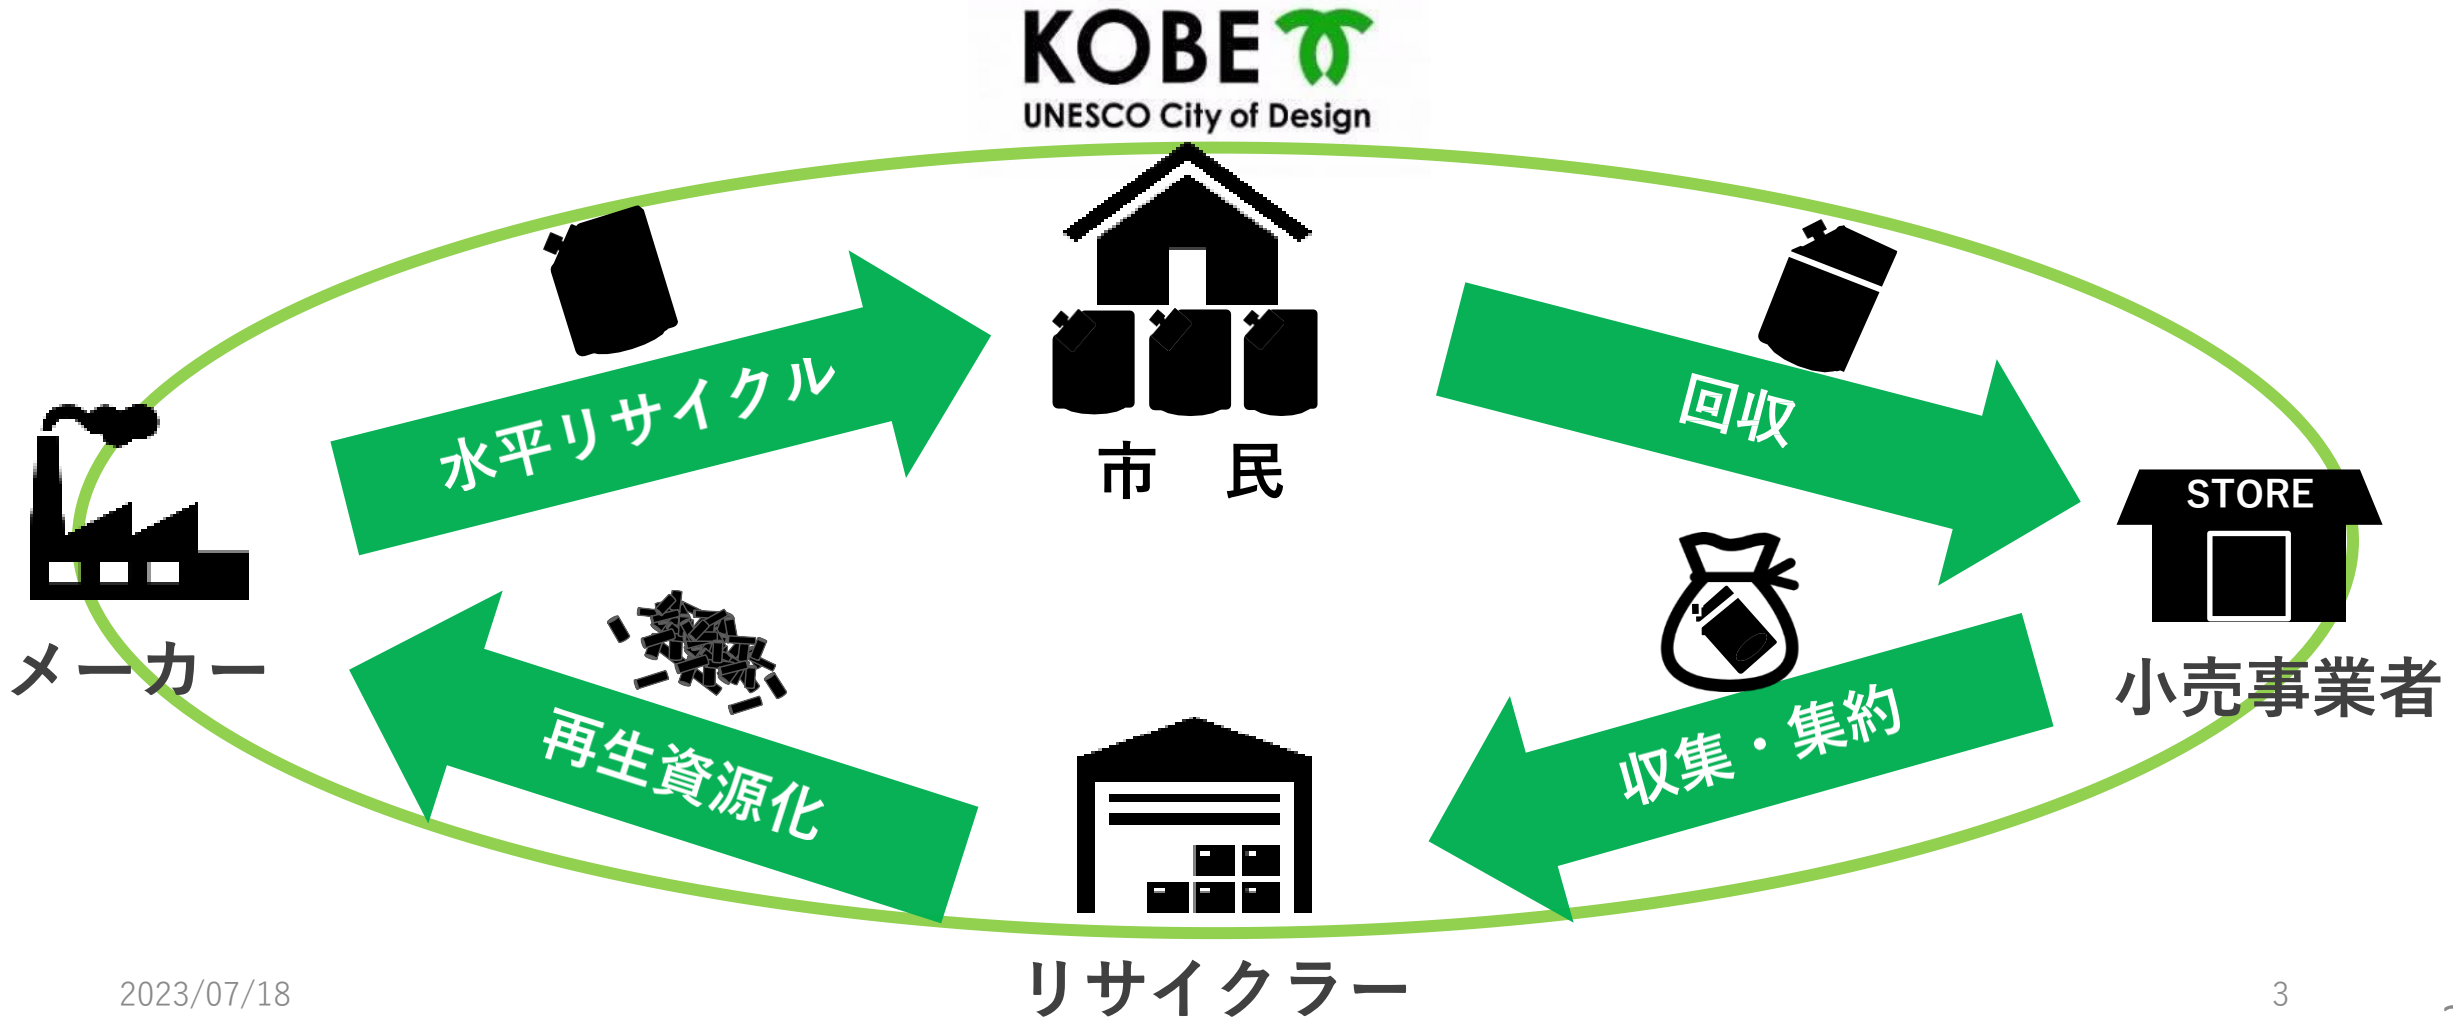 KOBE
UNESCO City of Design
水平リサイクル
回収
市 民
STORE
メーカー
小売事業者
再生資源化
収集・集約
リサイクラー
2023/07/18
3